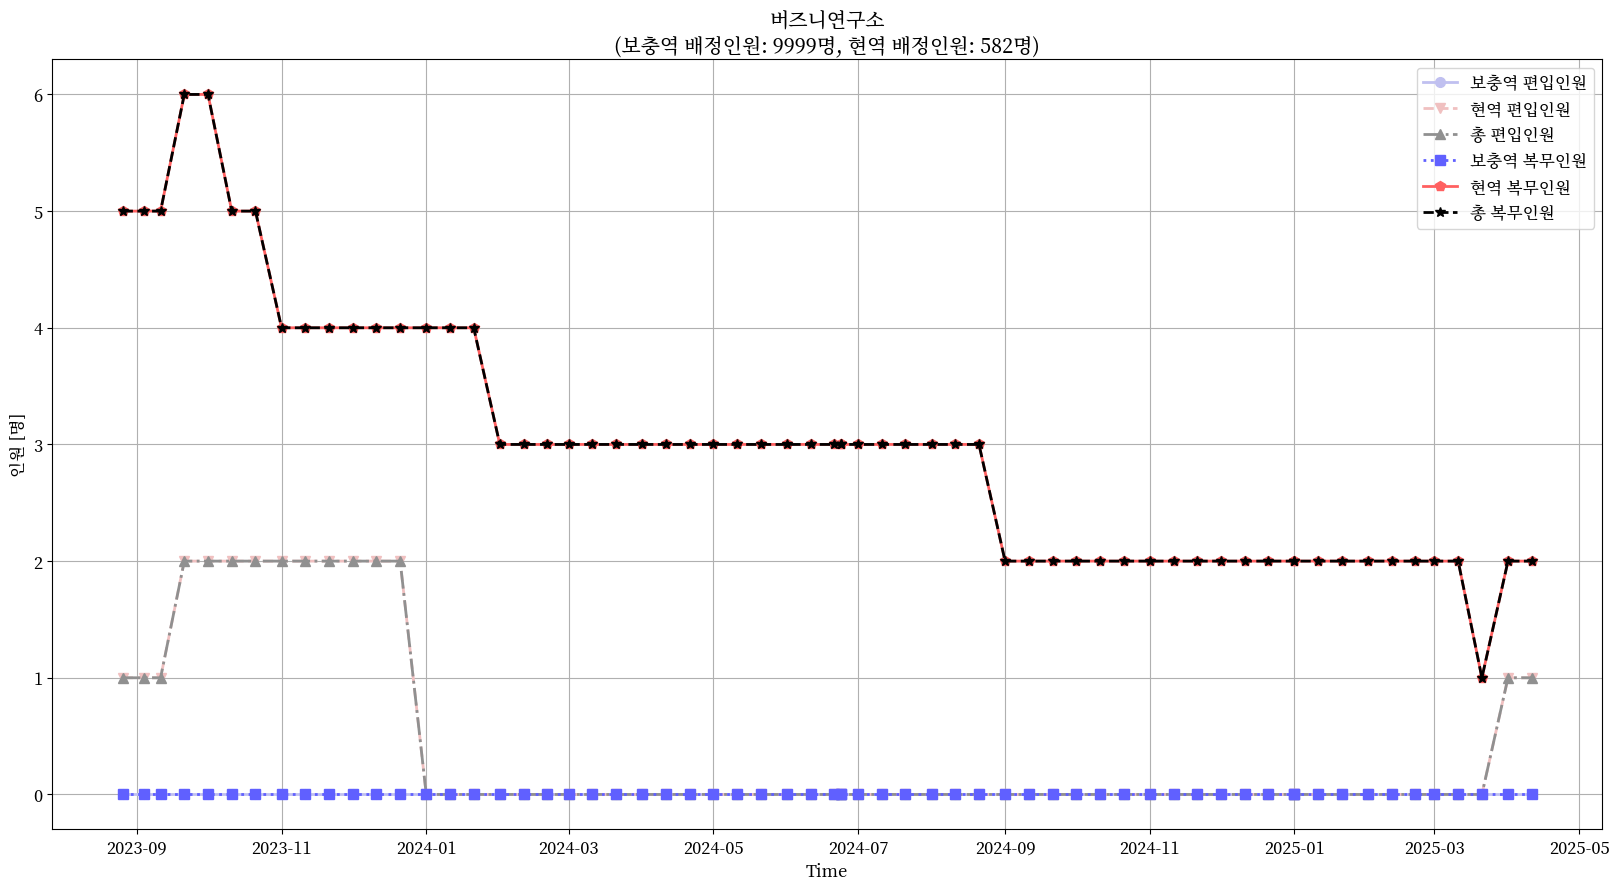 버즈니연구소
(보충역 배정인원: 9999명, 현역 배정인원: 582명)
보충역 편입인원
현역 편입인원
총 편입인원
보충역 복무인원
현역 복무인원
총 복무인원
인원 [명]
6
5
4
3
2
1
0
2023-09
2023-11
2024-01
2024-03
2024-05
2024-07
2024-09
2024-11
2025-01
2025-03
2025-05
Time